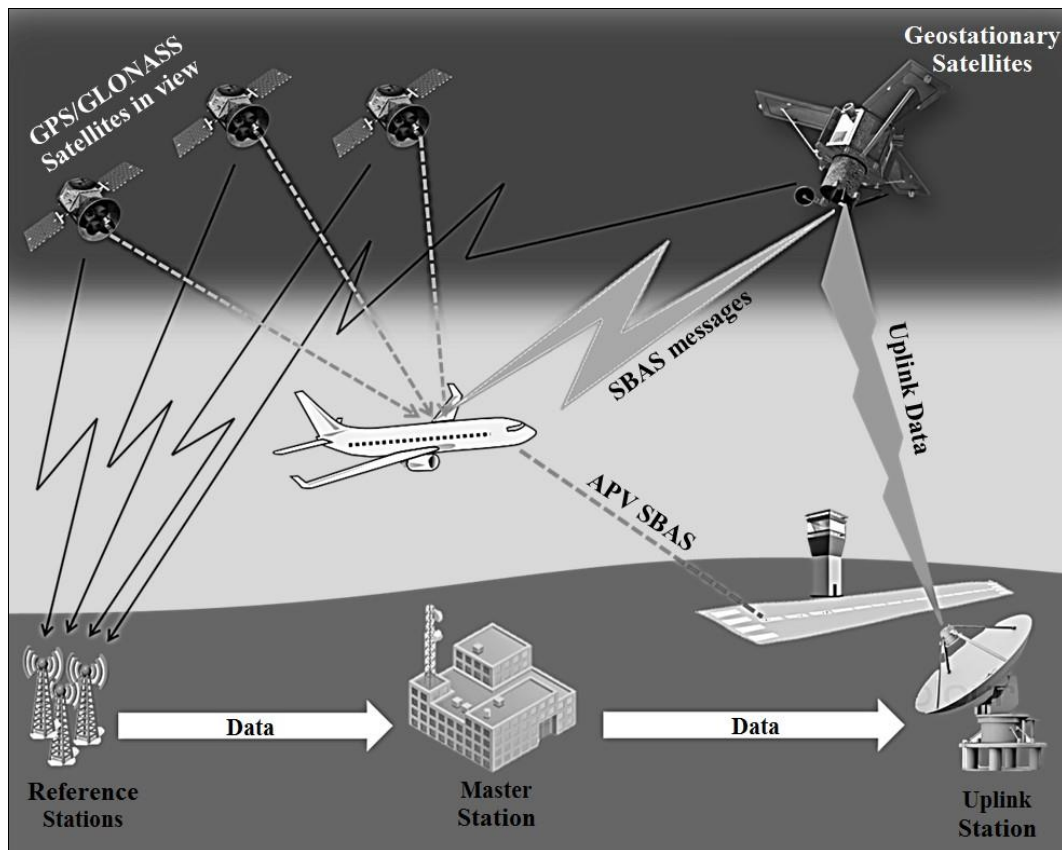 GPS/GLONASS
Satellites in view
Geostationary
Satellites
SBAS messages
Uplink Data
APV SBAS
Data
Data
Reference
Stations
Master
Station
Uplink
Station